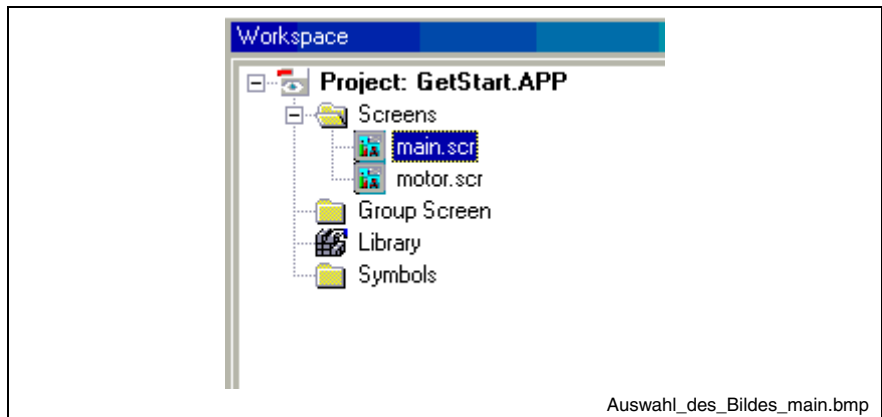 Workspace
Project: GetStart.APP
Screens
main.scr
motor.scr
Group Screen
Library
Symbols
Auswahl_des_Bildes_main.bmp